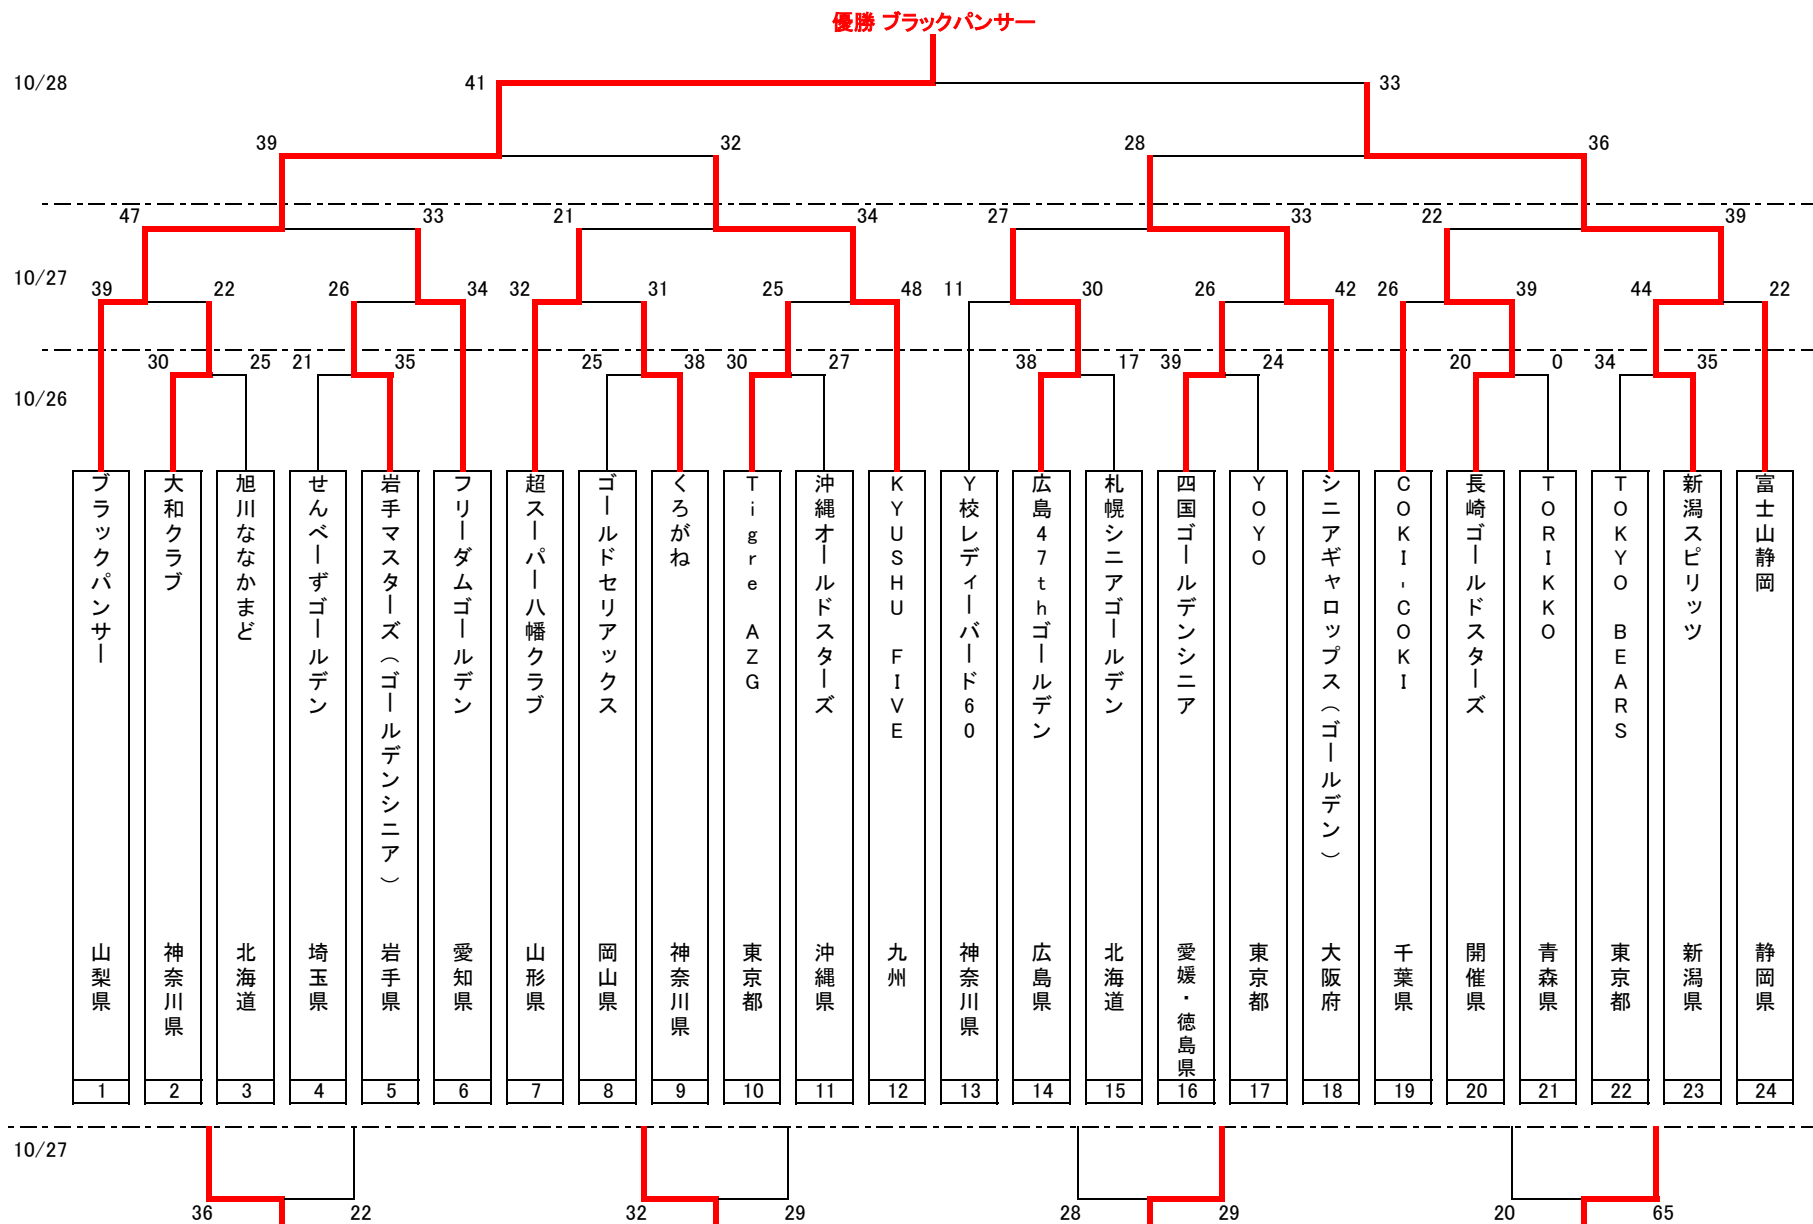 優勝 ブラックパンサー
10/28
41
33
39
32
28
36
47
33
21
34
27
33
22
39
10/27
39
22
26
34
32
31
25
48
11
30
26
42
26
39
44
22
30
25
21
35
25
38
30
27
38
17
39
24
20
0
34
35
10/26
ブラックパンサー
山梨県
1
大和クラブ
神奈川県
2
旭川ななかまど
北海道
3
せんべーずゴールデン
埼玉県
4
岩手マスターズ（ゴールデンシニア）
岩手県
5
フリーダムゴールデン
愛知県
6
超スーパー八幡クラブ
山形県
7
ゴールドセリアックス
岡山県
8
くろがね
神奈川県
9
Tigre AZG
東京都
10
沖縄オールドスターズ
沖縄県
11
KYUSHU FIVE
九州
12
Y校レディーバード60
神奈川県
13
広島47thゴールデン
広島県
14
札幌シニアゴールデン
北海道
15
四国ゴールデンシニア
愛媛・徳島県
16
YOYO
東京都
17
シニアギャロップス（ゴールデン）
大阪府
18
COKI-COKI
千葉県
19
長崎ゴールドスターズ
開催県
20
TORIKKO
青森県
21
TOKYO BEARS
東京都
22
新潟スピリッツ
新潟県
23
富士山静岡
静岡県
24
10/27
36
22
32
29
28
29
20
65